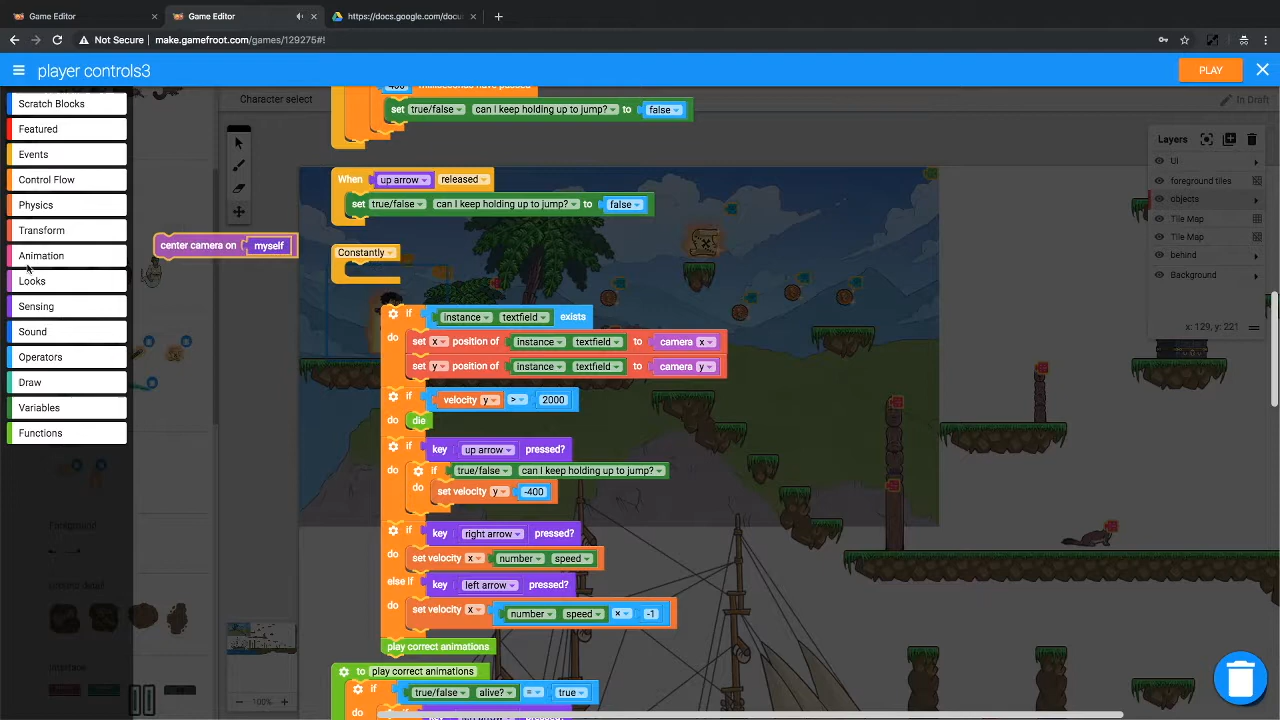 Game Editor
Game Editor
https://docs.google.com/docu
Not Secure
make.gamefroot.com/games/129275#!
player controls3
PLAY
Scratch Blocks
Featured
Events
Control Flow
Physics
Transform
Animation
Looks
Sensing
Sound
Operators
Draw
Variables
Functions
Character select
In Draft
milliseconds have passed
set true/false can I keep holding up to jump? to false
When up arrow released
set true/false can I keep holding up to jump? to false
center camera on myself
Constantly
if instance textfield exists
do set x position of instance textfield to camera x
set y position of instance textfield to camera y
if velocity y > 2000
do die
if key up arrow pressed?
do if true/false can I keep holding up to jump?
do set velocity y -400
if key right arrow pressed?
do set velocity x number speed
else if key left arrow pressed?
do set velocity x number speed × -1
play correct animations
to play correct animations
if true/false alive? = true
do if
Layers
UI
foreground tiles
objects
Tile Map
Tile Map
behind
Background
x: 129, y: 221
Foreground
Interface
100%